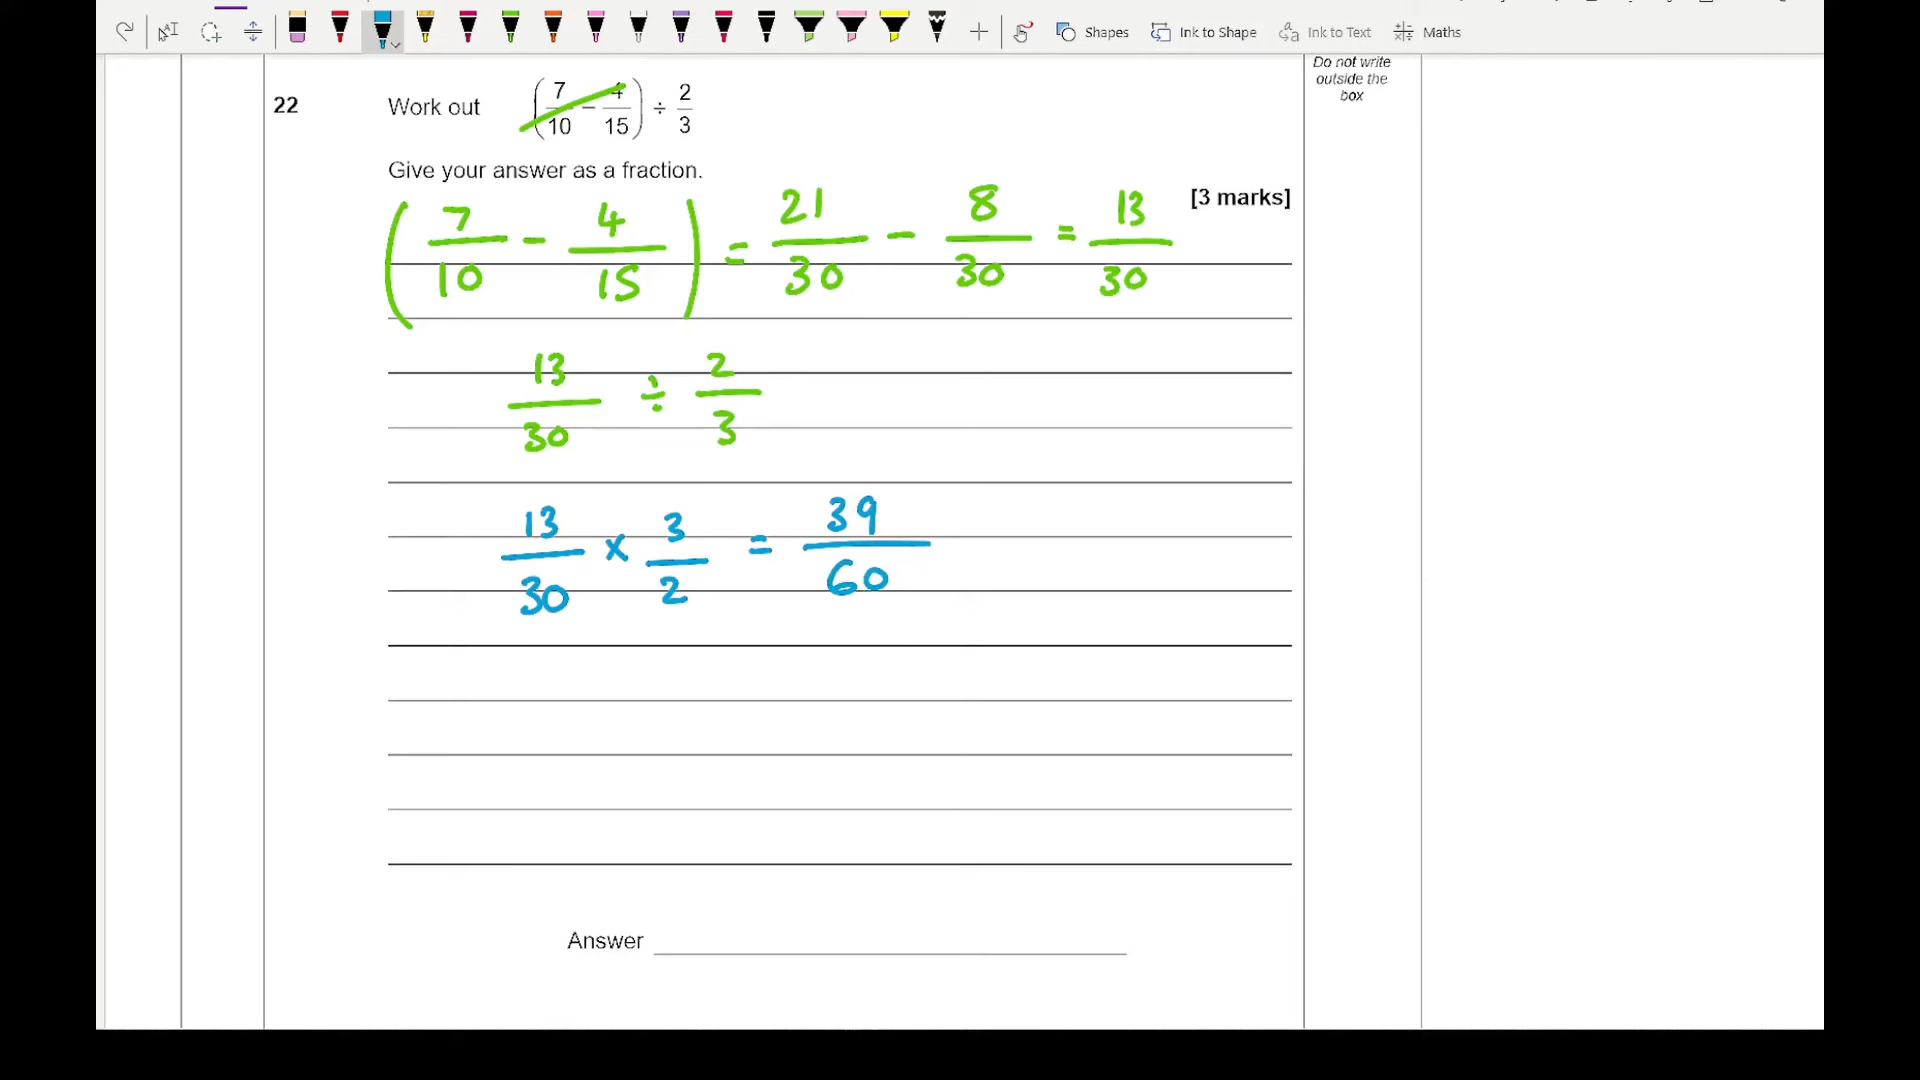 Shapes Ink to Shape Ink to Text Maths
Do not write
outside the
box
22 Work out (7/10 − 4/15) ÷ 2/3
Give your answer as a fraction.
[3 marks]
(7/10 − 4/15) = 21/30 − 8/30 = 13/30
13/30 ÷ 2/3
13/30 × 3/2 = 39/60
Answer